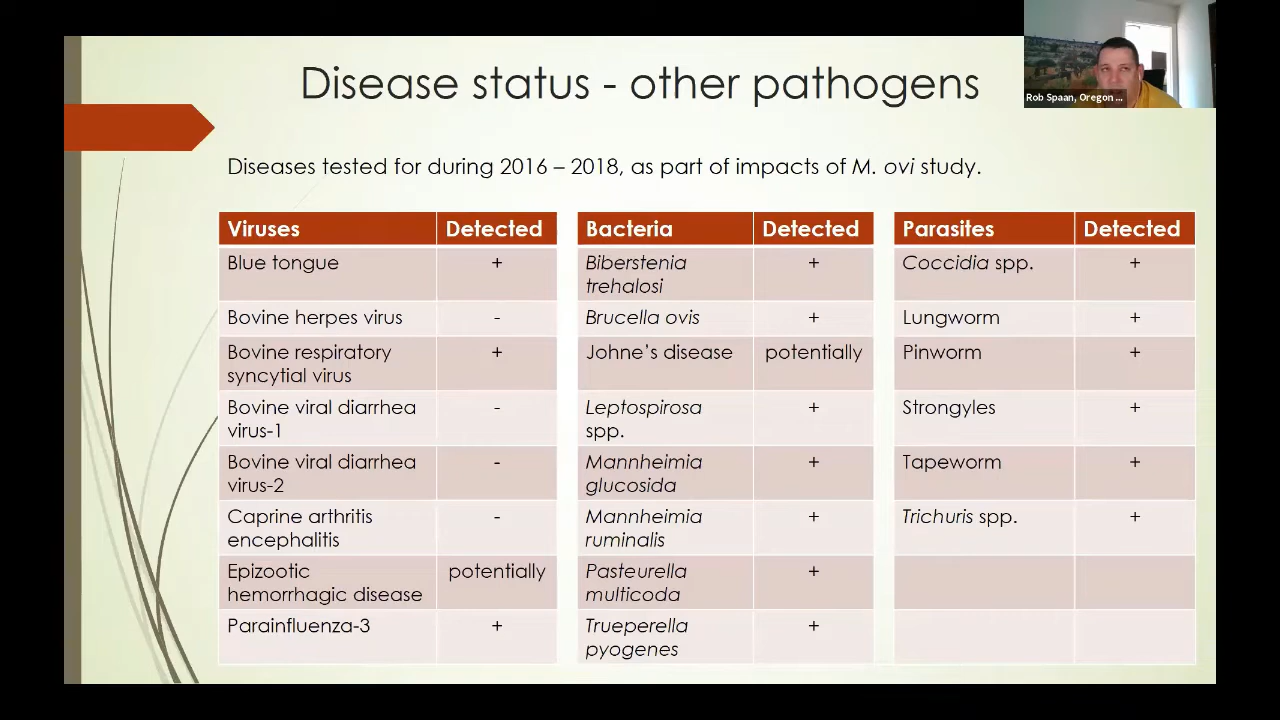 Disease status - other pathogens
Rob Spaan, Oregon ...
Diseases tested for during 2016 – 2018, as part of impacts of M. ovi study.
Viruses Detected
Blue tongue +
Bovine herpes virus -
Bovine respiratory +
syncytial virus
Bovine viral diarrhea -
virus-1
Bovine viral diarrhea -
virus-2
Caprine arthritis -
encephalitis
Epizootic potentially
hemorrhagic disease
Parainfluenza-3 +
Bacteria Detected
Biberstenia +
trehalosi
Brucella ovis +
Johne's disease potentially
Leptospirosa +
spp.
Mannheimia +
glucosida
Mannheimia +
ruminalis
Pasteurella +
multicoda
Trueperella +
pyogenes
Parasites Detected
Coccidia spp. +
Lungworm +
Pinworm +
Strongyles +
Tapeworm +
Trichuris spp. +